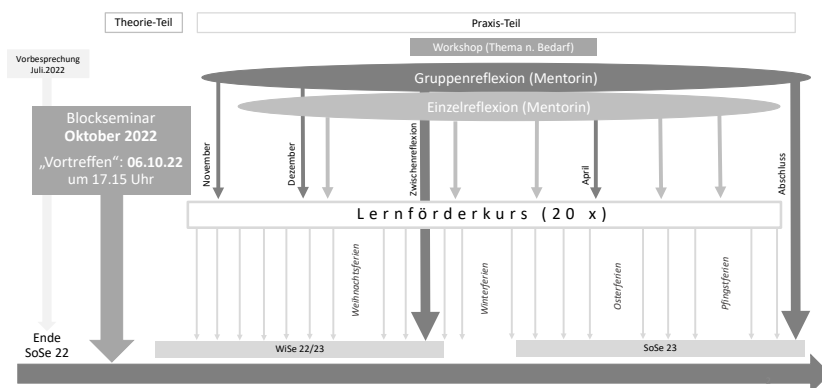 Theorie-Teil
Praxis-Teil
Workshop (Thema n. Bedarf)
Vorbesprechung
Juli.2022
Gruppenreflexion (Mentorin)
Einzelreflexion (Mentorin)
Blockseminar
Oktober 2022
„Vortreffen“: 06.10.22
um 17.15 Uhr
November
Dezember
Zwischenreflexion
April
Abschluss
Lernförderkurs (20 x)
Weihnachtsferien
Winterferien
Osterferien
Pfingstferien
Ende
SoSe 22
WiSe 22/23
SoSe 23